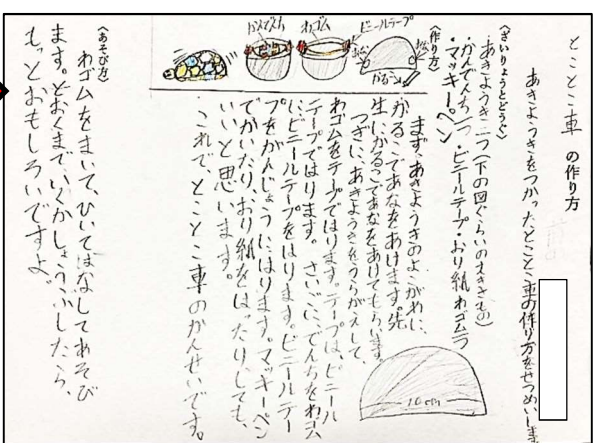 とことこ車 の作り方
あきようきをつかったとことこ車の作り方をせつめいしま
〈ざいりょうとどうぐ〉
・あきようき二つ(下の図ぐらいの大きさもの)
・かんでんち一つ・ビニールテープ・おり紙 わゴム二つ
・マッキーペン
〈作り方〉
まず、あきようきのよこがわに、
かるこであなをあけます。先
生にかるこであなをあけてもらいます。
つぎに、あきようきをうらがえして、
わゴムをテープではります。テープは、ビニール
テープではります。さいごに、でんちをわゴム
にビニールテープをはります。ビニールテー
プをがんじょうにはります。マッキーペン
でかいたり、おり紙をはったりしても、
いいと思います。
これで、とことこ車のかんせいです。
〈あそび方〉
わゴムをまいて、ひいてはなしてあそび
ます。どおくまで、いくかしょうぶしたら、
もっとおもしろいですよ。
ビニールテープ
わゴム
かるこ
10cm